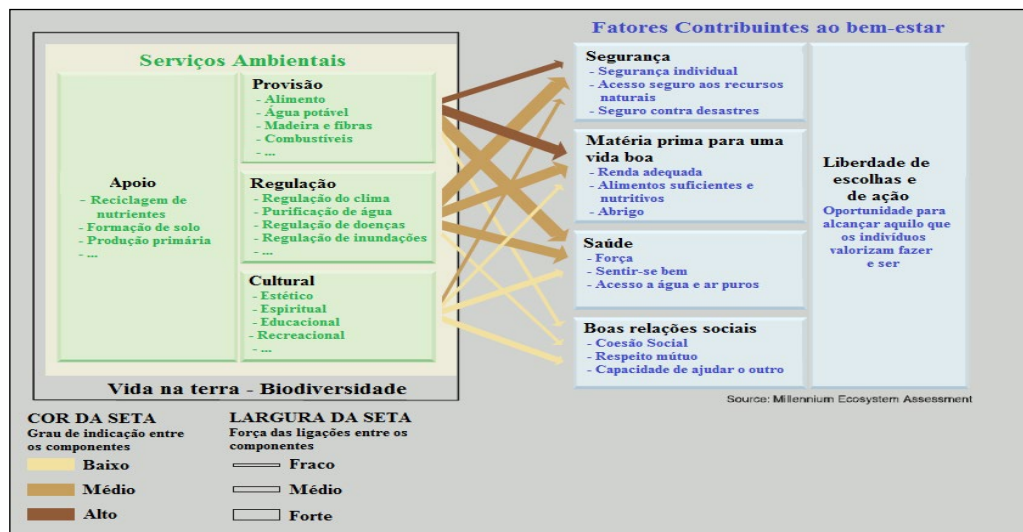 Fatores Contribuintes ao bem-estar
Serviços Ambientais
Apoio
- Reciclagem de
nutrientes
- Formação de solo
- Produção primária
- ...
Provisão
- Alimento
- Água potável
- Madeira e fibras
- Combustíveis
- ...
Regulação
- Regulação do clima
- Purificação de água
- Regulação de doenças
- Regulação de inundações
- ...
Cultural
- Estético
- Espiritual
- Educacional
- Recreacional
- ...
Vida na terra - Biodiversidade
Segurança
- Segurança individual
- Acesso seguro aos recursos
naturais
- Seguro contra desastres
Matéria prima para uma
vida boa
- Renda adequada
- Alimentos suficientes e
nutritivos
- Abrigo
Saúde
- Força
- Sentir-se bem
- Acesso a água e ar puros
Boas relações sociais
- Coesão Social
- Respeito mútuo
- Capacidade de ajudar o outro
Liberdade de
escolhas e
de ação
Oportunidade para
alcançar aquilo que
os indivíduos
valorizam fazer
e ser
Source: Millennium Ecosystem Assessment
COR DA SETA
Grau de indicação entre
os componentes
Baixo
Médio
Alto
LARGURA DA SETA
Força das ligações entre os
componentes
Fraco
Médio
Forte